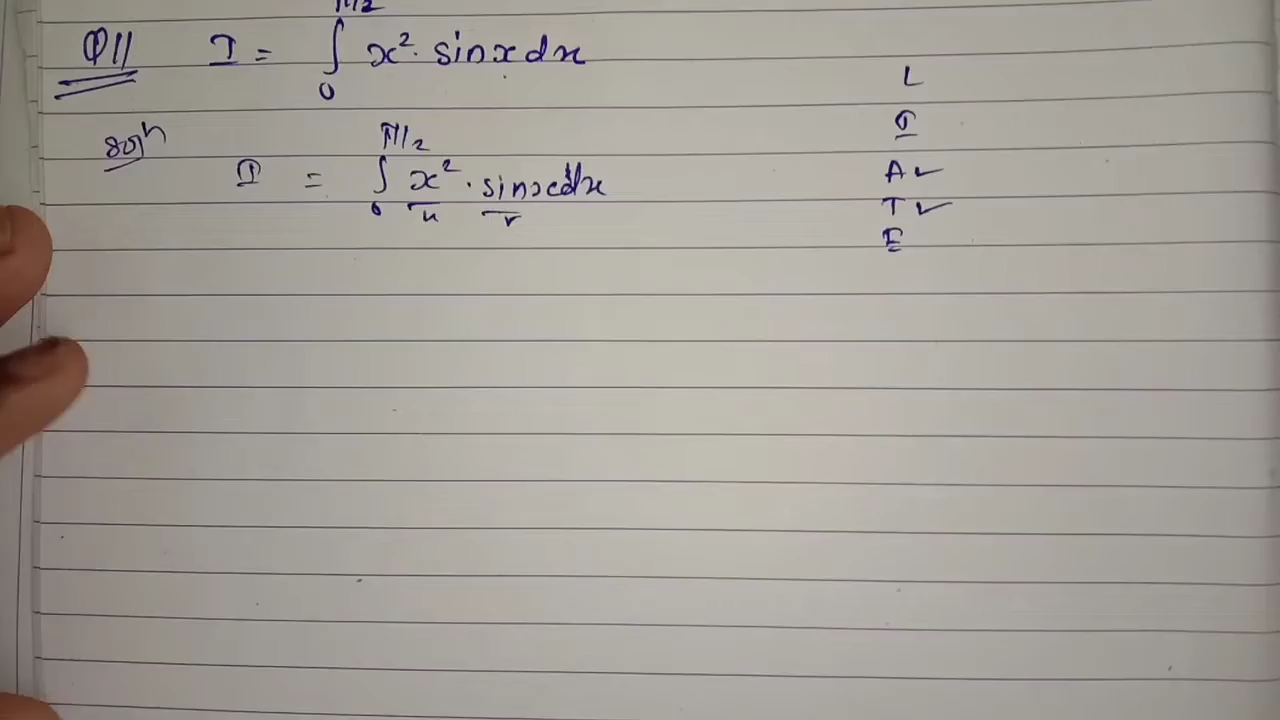 π/2
Q11 I = ∫ x². sinx dx
0
L
I
soln
π/2
I = ∫ x² . sinx dx
A ✓
0 u v
T ✓
E